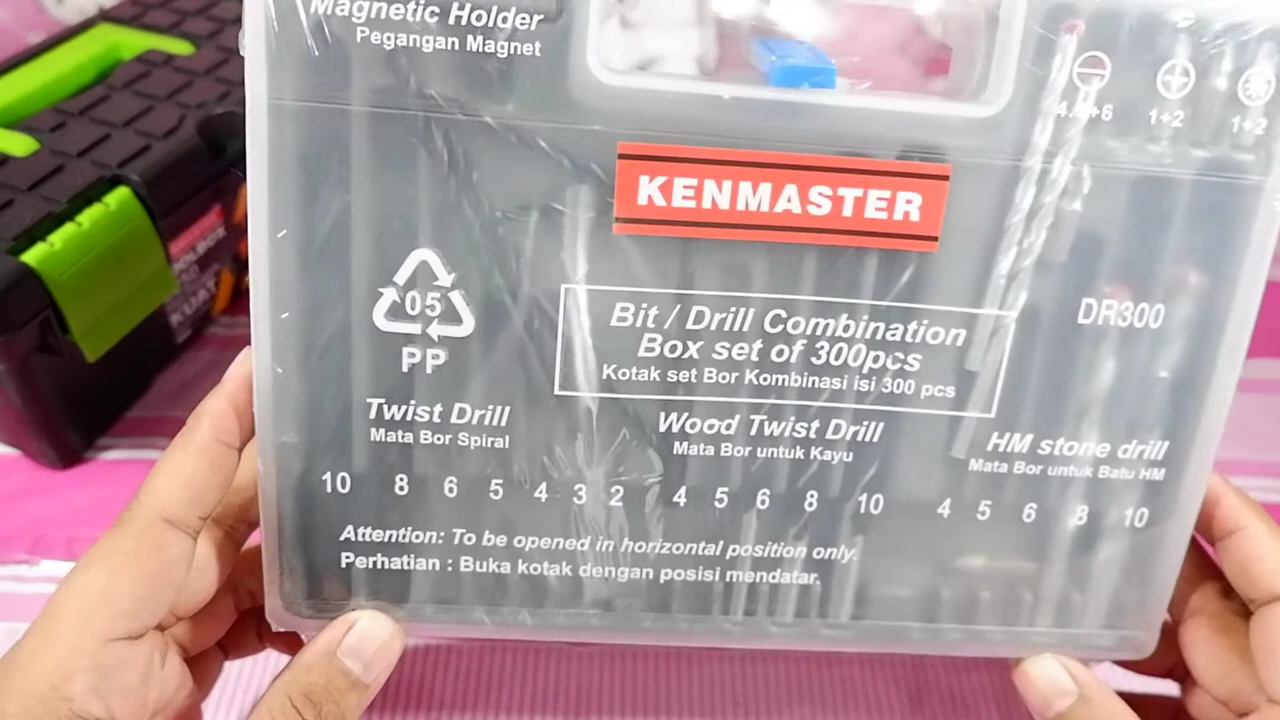 Magnetic Holder
Pegangan Magnet
1+2
1+2
KENMASTER
05
PP
Bit / Drill Combination
Box set of 300pcs
Kotak set Bor Kombinasi isi 300 pcs
DR300
Twist Drill
Mata Bor Spiral
Wood Twist Drill
Mata Bor untuk Kayu
HM stone drill
Mata Bor untuk Batu HM
10 8 6 5 4 3 2
4 5 6 8 10
4 5 6 8 10
Attention: To be opened in horizontal position only.
Perhatian : Buka kotak dengan posisi mendatar.
KUAT